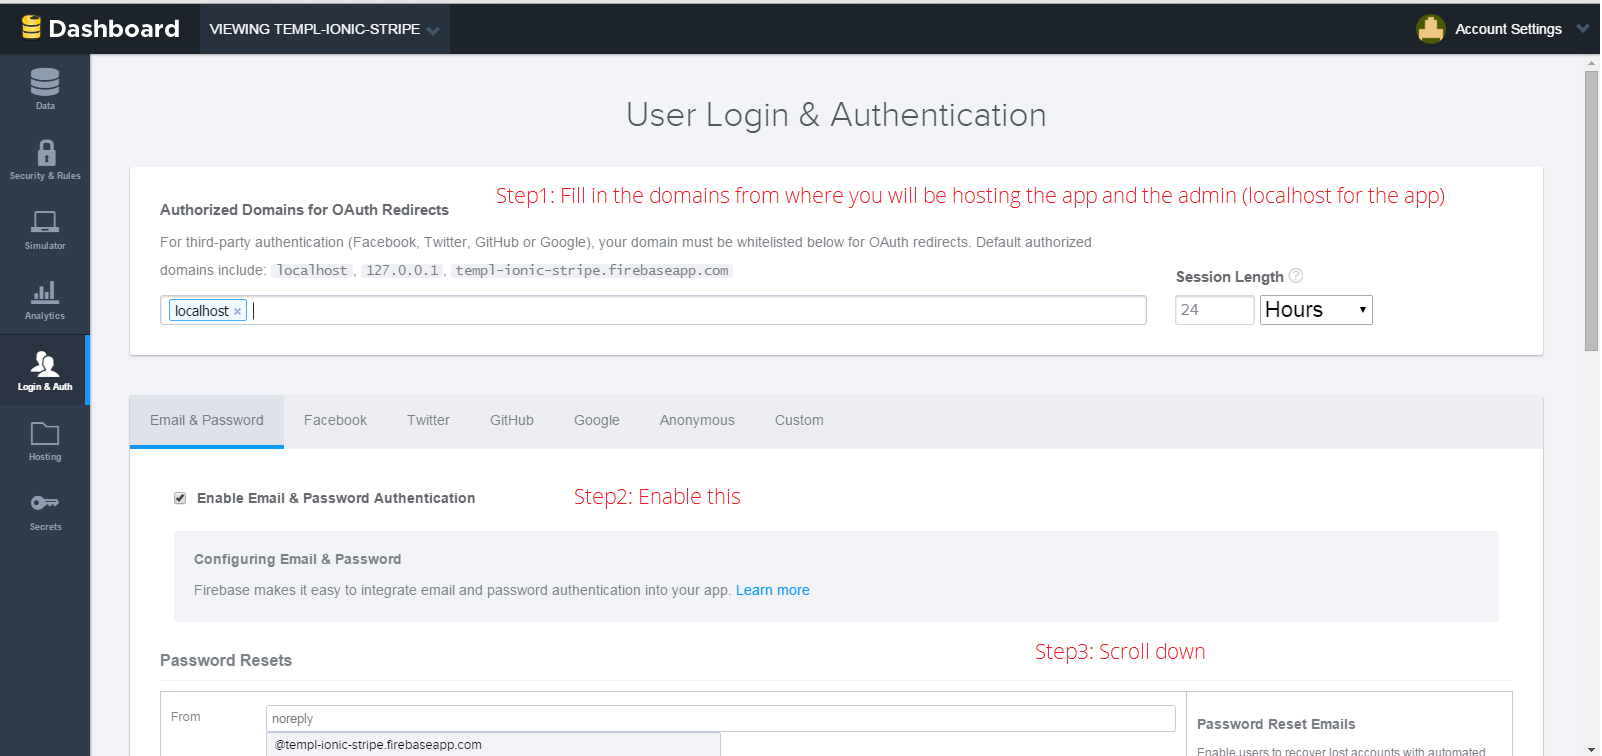 Dashboard
VIEWING TEMPL-IONIC-STRIPE
Account Settings
Data
Security & Rules
Simulator
Analytics
Login & Auth
Hosting
Secrets
User Login & Authentication
Step1: Fill in the domains from where you will be hosting the app and the admin (localhost for the app)
Authorized Domains for OAuth Redirects
For third-party authentication (Facebook, Twitter, GitHub or Google), your domain must be whitelisted below for OAuth redirects. Default authorized
domains include: localhost, 127.0.0.1, templ-ionic-stripe.firebaseapp.com
Session Length ?
localhost ×
24 Hours
Email & Password Facebook Twitter GitHub Google Anonymous Custom
Enable Email & Password Authentication
Step2: Enable this
Configuring Email & Password
Firebase makes it easy to integrate email and password authentication into your app. Learn more
Step3: Scroll down
Password Resets
From
noreply
@templ-ionic-stripe.firebaseapp.com
Password Reset Emails
Enable users to recover lost accounts with automated